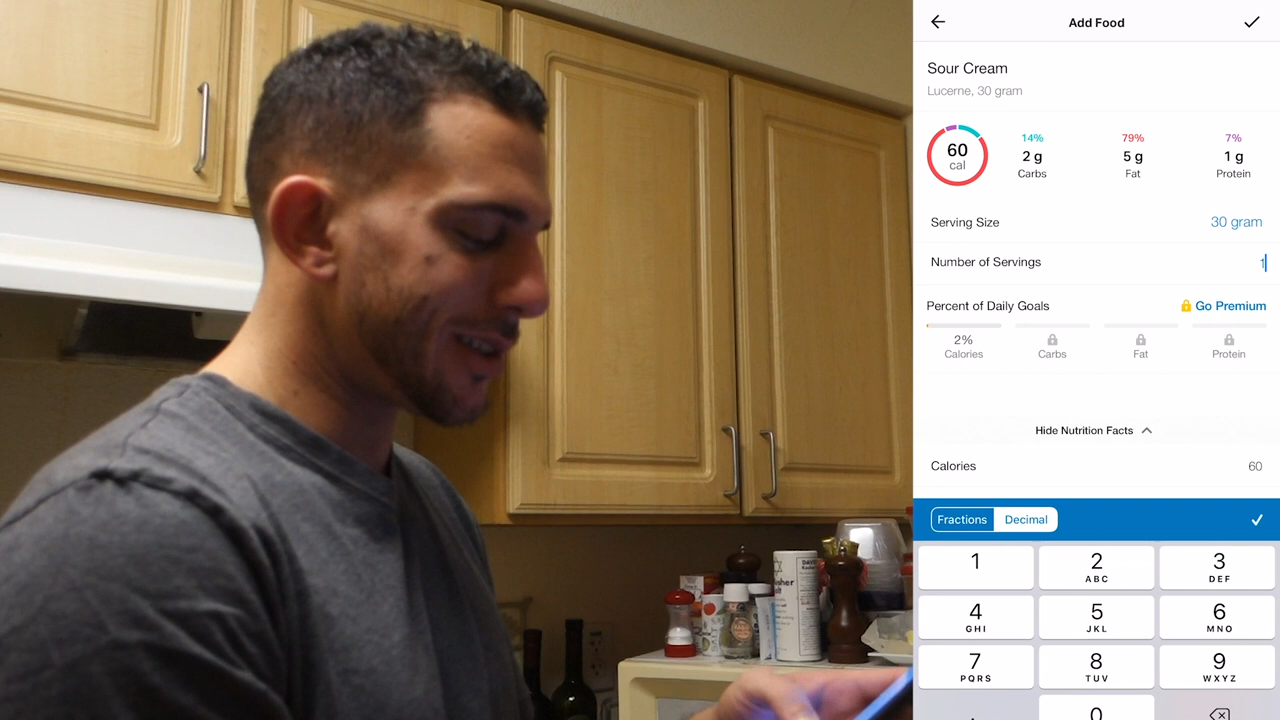 Add Food
Sour Cream
Lucerne, 30 gram
60
cal
14%
2 g
Carbs
79%
5 g
Fat
7%
1 g
Protein
Serving Size
30 gram
Number of Servings
1
Percent of Daily Goals
Go Premium
2%
Calories
Carbs
Fat
Protein
Hide Nutrition Facts
Calories
60
Fractions
Decimal
1
2
ABC
3
DEF
4
GHI
5
JKL
6
MNO
7
PQRS
8
TUV
9
WXYZ
.
0